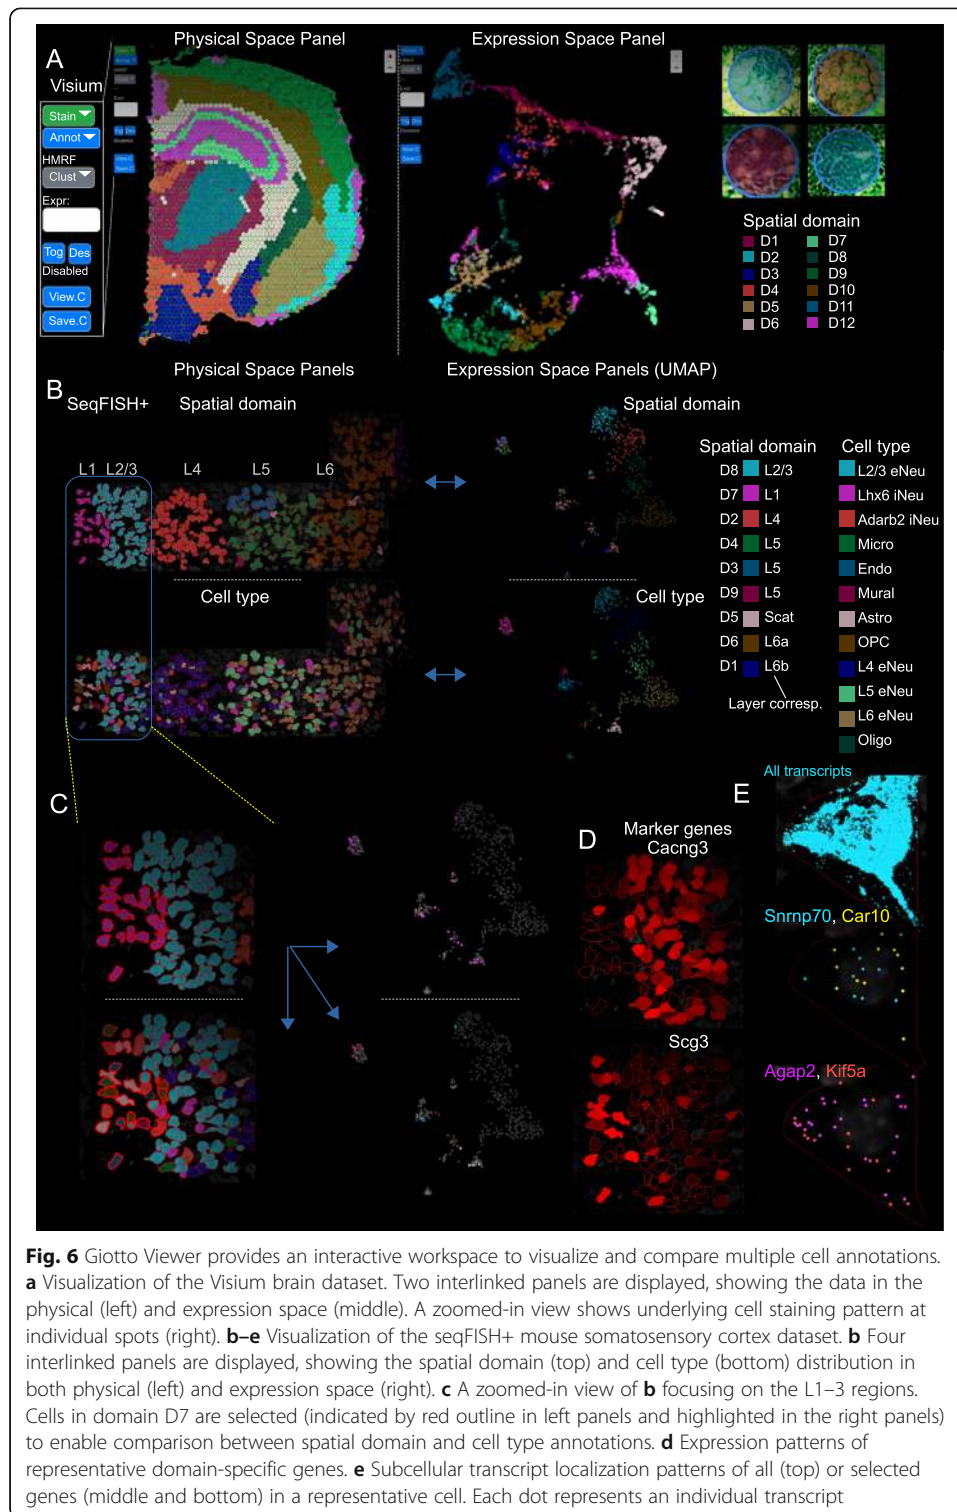 A
Physical Space Panel
Expression Space Panel
Visium
Stain
Annot
HMRF
Clust
Expr:
Tog Des
Disabled
View.C
Save.C
Spatial domain
D1 D7
D2 D8
D3 D9
D4 D10
D5 D11
D6 D12
B
Physical Space Panels
Expression Space Panels (UMAP)
SeqFISH+
Spatial domain
Spatial domain
L1 L2/3 L4 L5 L6
Cell type
Cell type
Spatial domain
D8 L2/3
D7 L1
D2 L4
D4 L5
D3 L5
D9 L5
D5 Scat
D6 L6a
D1 L6b
Layer corresp.
Cell type
L2/3 eNeu
Lhx6 iNeu
Adarb2 iNeu
Micro
Endo
Mural
Astro
OPC
L4 eNeu
L5 eNeu
L6 eNeu
Oligo
C
D
Marker genes
Cacng3
Scg3
E
All transcripts
Snrnp70, Car10
Agap2, Kif5a
Fig. 6 Giotto Viewer provides an interactive workspace to visualize and compare multiple cell annotations.
a Visualization of the Visium brain dataset. Two interlinked panels are displayed, showing the data in the
physical (left) and expression space (middle). A zoomed-in view shows underlying cell staining pattern at
individual spots (right). b–e Visualization of the seqFISH+ mouse somatosensory cortex dataset. b Four
interlinked panels are displayed, showing the spatial domain (top) and cell type (bottom) distribution in
both physical (left) and expression space (right). c A zoomed-in view of b focusing on the L1–3 regions.
Cells in domain D7 are selected (indicated by red outline in left panels and highlighted in the right panels)
to enable comparison between spatial domain and cell type annotations. d Expression patterns of
representative domain-specific genes. e Subcellular transcript localization patterns of all (top) or selected
genes (middle and bottom) in a representative cell. Each dot represents an individual transcript